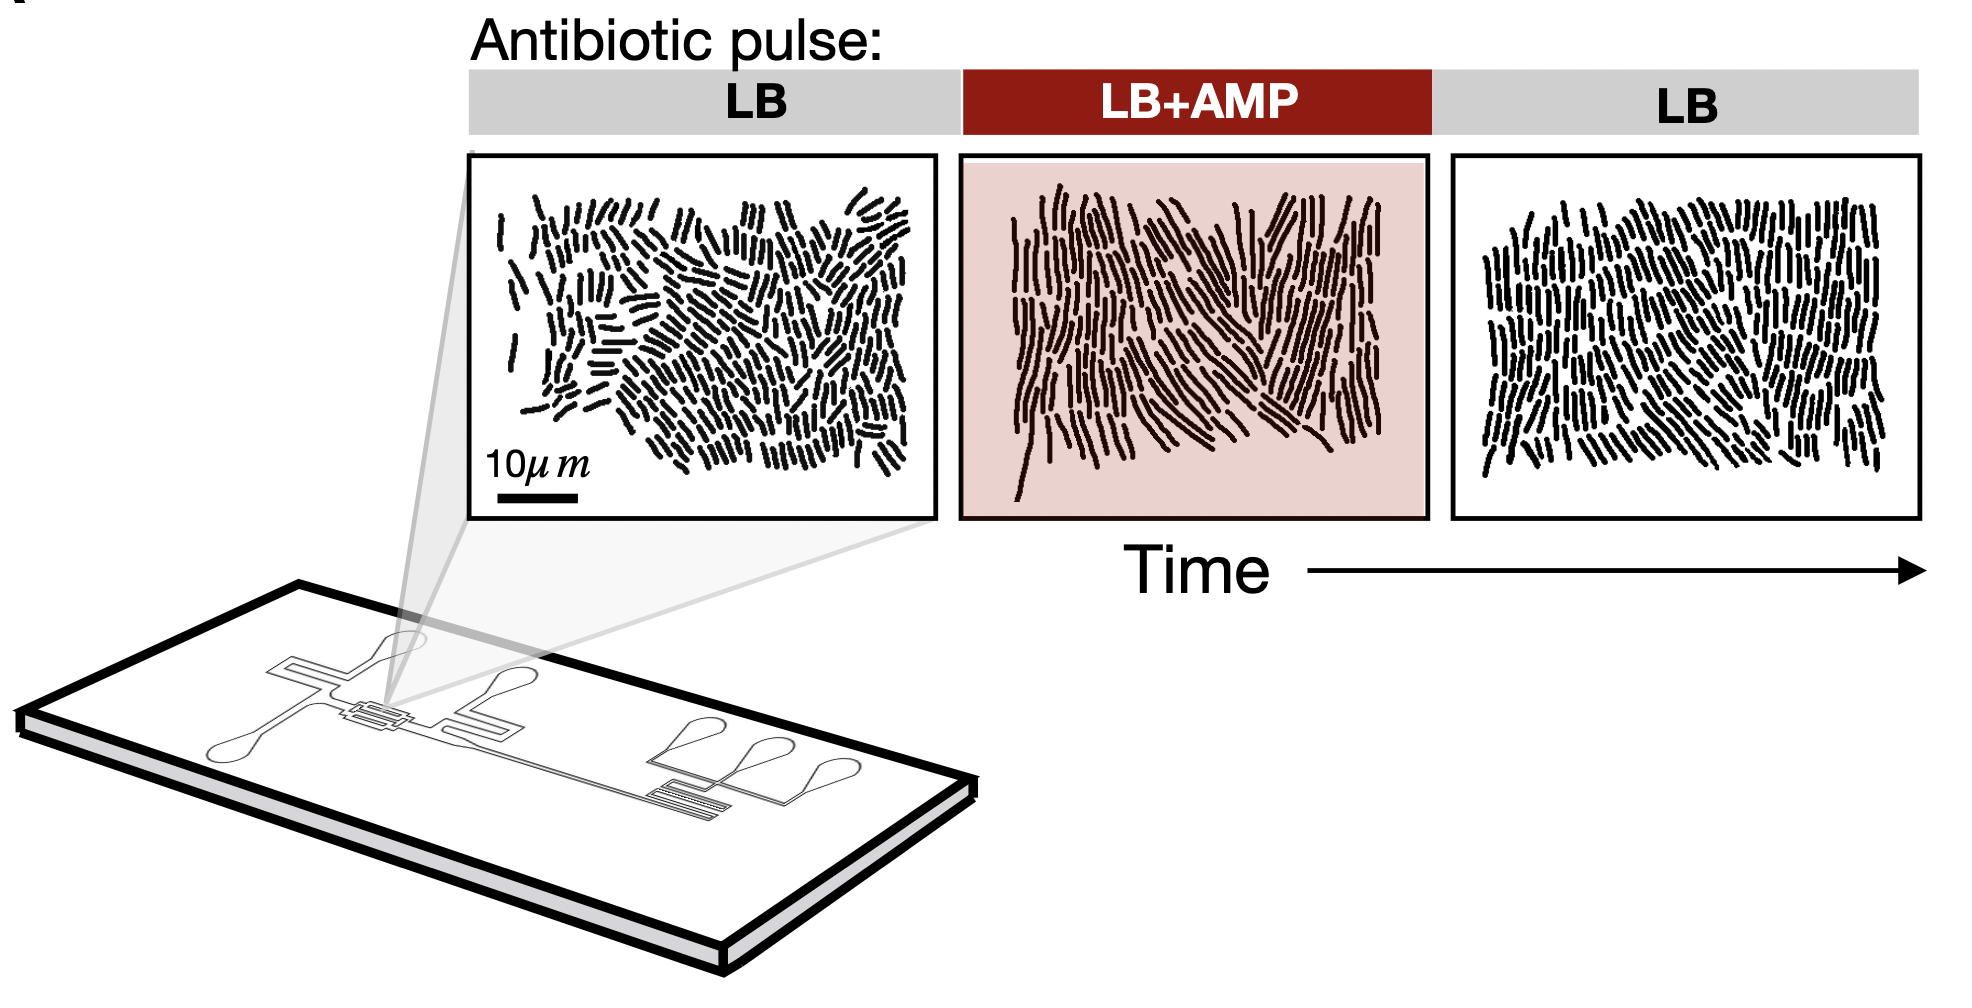 Antibiotic pulse:
LB
LB+AMP
LB
10μm
Time